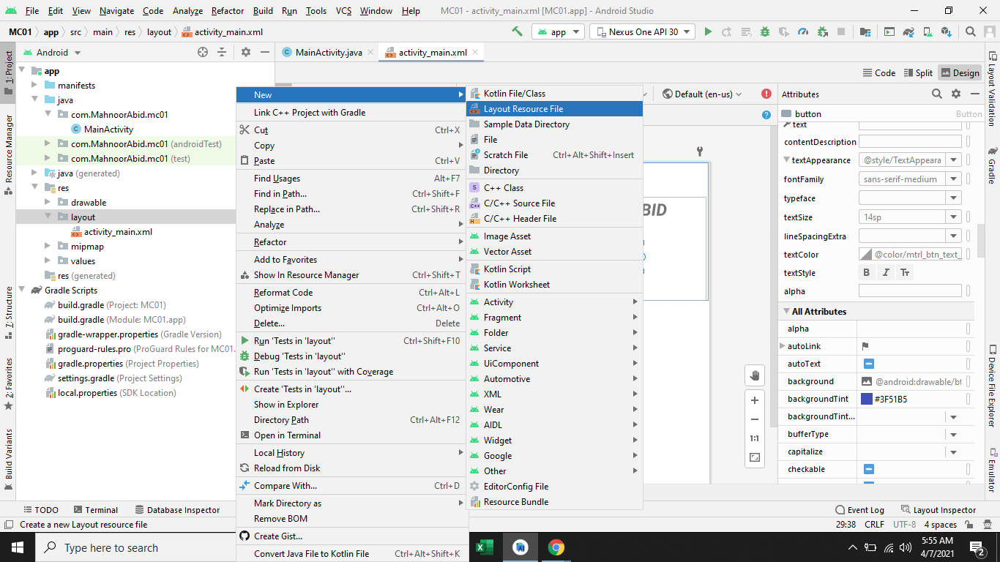 File Edit View Navigate Code Analyze Refactor Build Run Tools VCS Window Help MC01 - activity_main.xml [MC01.app] - Android Studio
MC01 app src main res layout activity_main.xml
app Nexus One API 30
Android
MainActivity.java activity_main.xml
Code Split Design
Default (en-us)
1: Project
Resource Manager
7: Structure
2: Favorites
Build Variants
app
manifests
java
com.MahnoorAbid.mc01
MainActivity
com.MahnoorAbid.mc01 (androidTest)
com.MahnoorAbid.mc01 (test)
java (generated)
res
drawable
layout
activity_main.xml
mipmap
values
res (generated)
Gradle Scripts
build.gradle (Project: MC01)
build.gradle (Module: MC01.app)
gradle-wrapper.properties (Gradle Version)
proguard-rules.pro (ProGuard Rules for MC01.
gradle.properties (Project Properties)
settings.gradle (Project Settings)
local.properties (SDK Location)
New
Link C++ Project with Gradle
Cut Ctrl+X
Copy
Paste Ctrl+V
Find Usages Alt+F7
Find in Path... Ctrl+Shift+F
Replace in Path... Ctrl+Shift+R
Analyze
Refactor
Add to Favorites
Show In Resource Manager Ctrl+Shift+T
Reformat Code Ctrl+Alt+L
Optimize Imports Ctrl+Alt+O
Delete... Delete
Run 'Tests in 'layout'' Ctrl+Shift+F10
Debug 'Tests in 'layout''
Run 'Tests in 'layout'' with Coverage
Create 'Tests in 'layout''...
Show in Explorer
Directory Path Ctrl+Alt+F12
Open in Terminal
Local History
Reload from Disk
Compare With... Ctrl+D
Mark Directory as
Remove BOM
Create Gist...
Convert Java File to Kotlin File Ctrl+Alt+Shift+K
Kotlin File/Class
Layout Resource File
Sample Data Directory
File
Scratch File Ctrl+Alt+Shift+Insert
Directory
C++ Class
C/C++ Source File
C/C++ Header File
Image Asset
Vector Asset
Kotlin Script
Kotlin Worksheet
Activity
Fragment
Folder
Service
UiComponent
Automotive
XML
Wear
AIDL
Widget
Google
Other
EditorConfig File
Resource Bundle
BID
1:1
Attributes
button Button
text
contentDescription
textAppearance @style/TextAppeara
fontFamily sans-serif-medium
typeface
textSize 14sp
lineSpacingExtra
textColor @color/mtrl_btn_text_
textStyle B I Tт
alpha
All Attributes
alpha
autoLink
autoText
background @android:drawable/bt
backgroundTint #3F51B5
backgroundTint...
bufferType
capitalize
checkable
Layout Validation
Gradle
Device File Explorer
Emulator
TODO Terminal Database Inspector Event Log Layout Inspector
Create a new Layout resource file 29:38 CRLF UTF-8 4 spaces
Type here to search
5:55 AM
4/7/2021
2